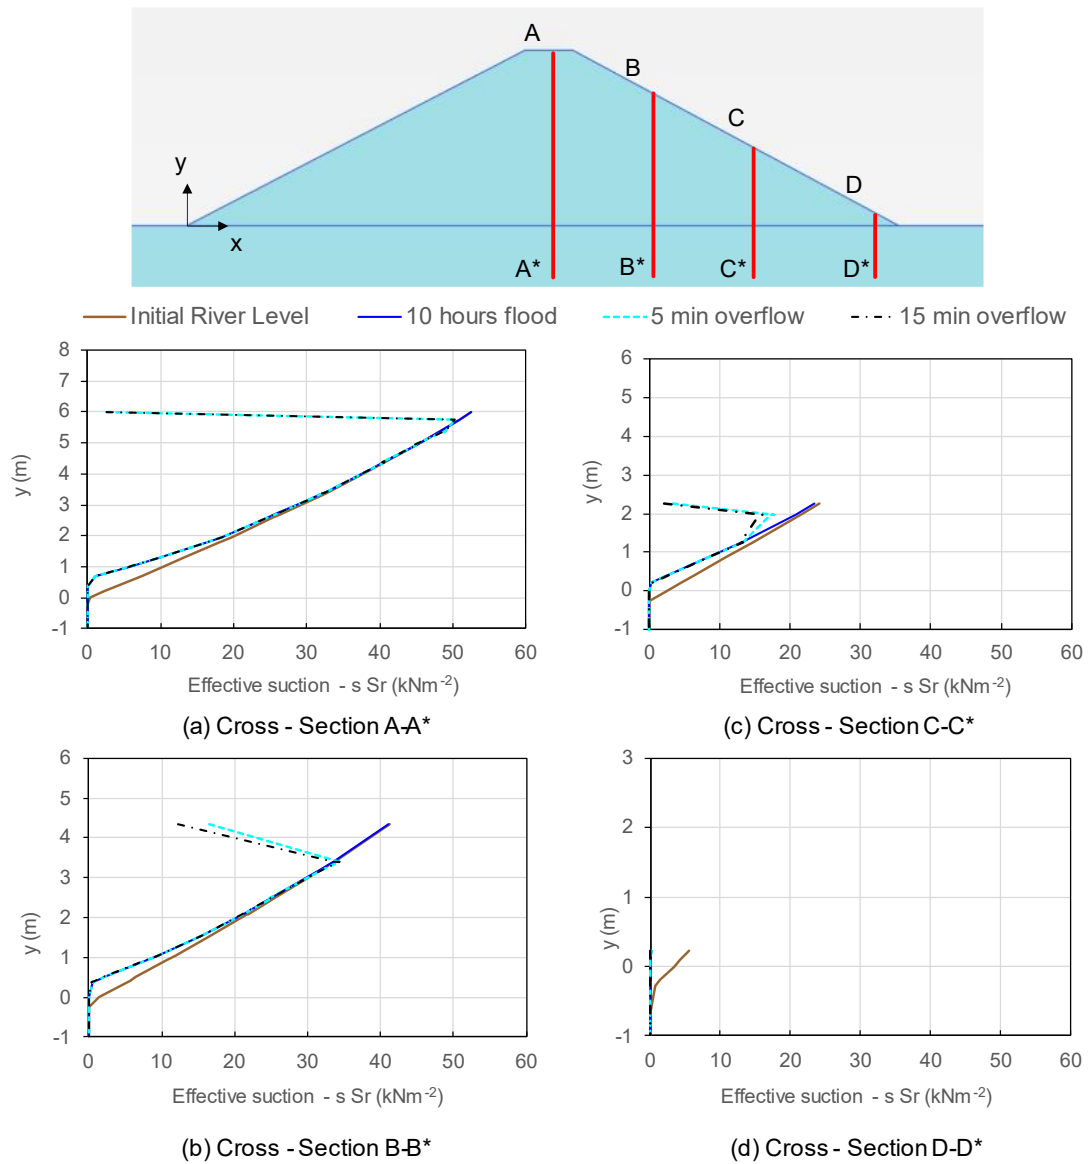 A
B
C
D
y
x
A*
B*
C*
D*
Initial River Level
10 hours flood
5 min overflow
15 min overflow
8
7
6
5
4
3
2
1
0
-1
y (m)
0 10 20 30 40 50 60
Effective suction - s Sr (kNm⁻²)
(a) Cross - Section A-A*
6
5
4
3
2
1
0
-1
y (m)
0 10 20 30 40 50 60
Effective suction - s Sr (kNm⁻²)
(c) Cross - Section C-C*
6
5
4
3
2
1
0
-1
y (m)
0 10 20 30 40 50 60
Effective suction - s Sr (kNm⁻²)
(b) Cross - Section B-B*
3
2
1
0
-1
y (m)
0 10 20 30 40 50 60
Effective suction - s Sr (kNm⁻²)
(d) Cross - Section D-D*